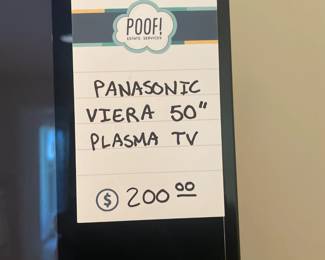 POOF!
ESTATE SERVICES
PANASONIC
VIERA 50"
PLASMA TV
$ 200 00